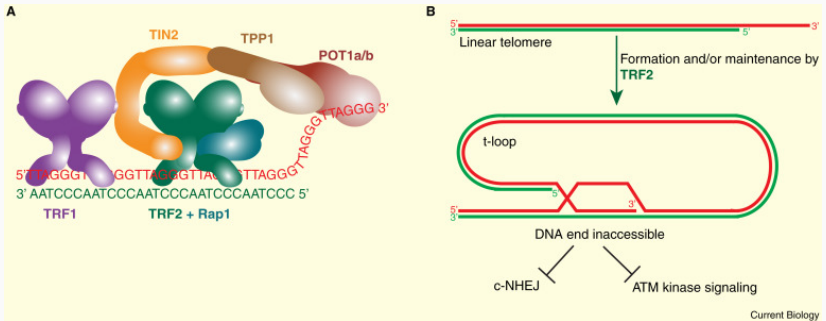 A
TIN2
TPP1
POT1a/b
TTAGGG 3'
TTAGGG
5'TTAGGGT GGTTAGGGTTA GTTAGGG
3' AATCCCAATCCCAATCCCAATCCCAATCCC 5'
TRF1
TRF2 + Rap1
B
5'
3'
3'
5'
Linear telomere
Formation and/or maintenance by
TRF2
t-loop
5'
3'
5'
3'
DNA end inaccessible
c-NHEJ
ATM kinase signaling
Current Biology